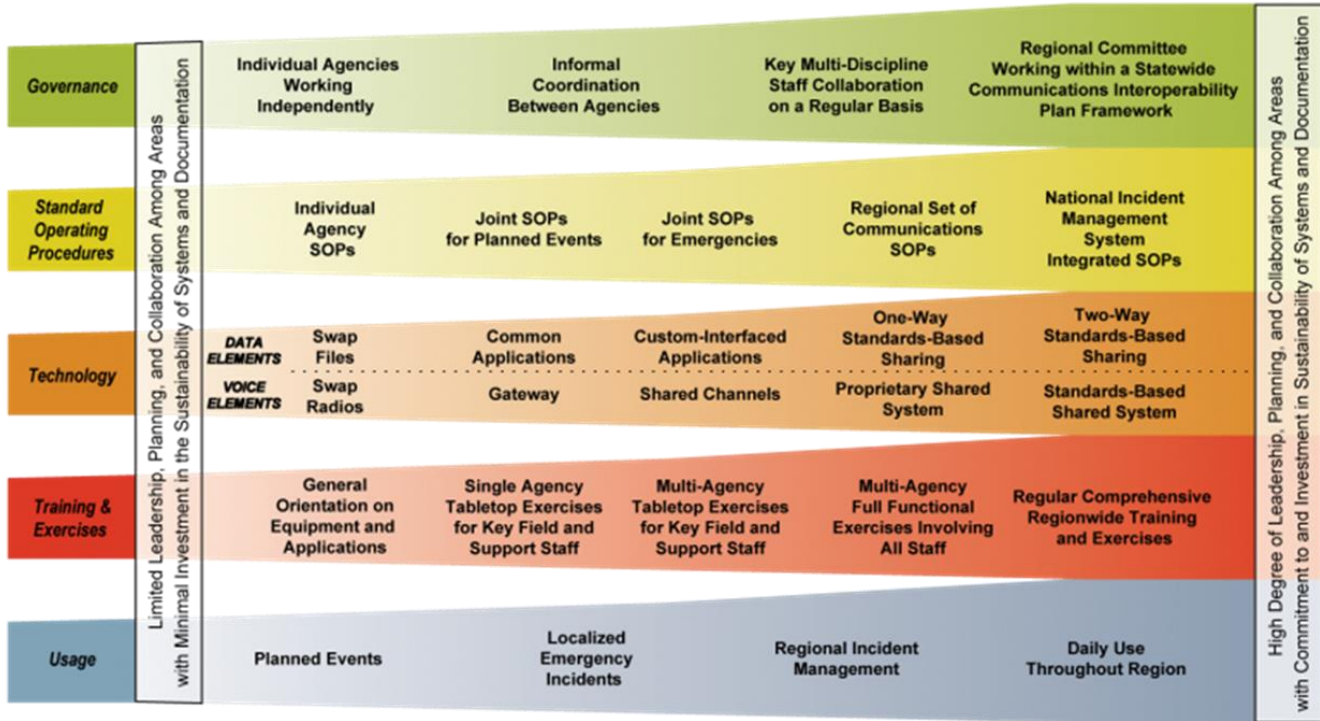 Limited Leadership, Planning, and Collaboration Among Areas
with Minimal Investment in the Sustainability of Systems and Documentation
Governance
Individual Agencies
Working
Independently
Informal
Coordination
Between Agencies
Key Multi-Discipline
Staff Collaboration
on a Regular Basis
Regional Committee
Working within a Statewide
Communications Interoperability
Plan Framework
Standard
Operating
Procedures
Individual
Agency
SOPs
Joint SOPs
for Planned Events
Joint SOPs
for Emergencies
Regional Set of
Communications
SOPs
National Incident
Management
System
Integrated SOPs
Technology
DATA
ELEMENTS
Swap
Files
Common
Applications
Custom-Interfaced
Applications
One-Way
Standards-Based
Sharing
Two-Way
Standards-Based
Sharing
VOICE
ELEMENTS
Swap
Radios
Gateway
Shared Channels
Proprietary Shared
System
Standards-Based
Shared System
Training &
Exercises
General
Orientation on
Equipment and
Applications
Single Agency
Tabletop Exercises
for Key Field and
Support Staff
Multi-Agency
Tabletop Exercises
for Key Field and
Support Staff
Multi-Agency
Full Functional
Exercises Involving
All Staff
Regular Comprehensive
Regionwide Training
and Exercises
Usage
Planned Events
Localized
Emergency
Incidents
Regional Incident
Management
Daily Use
Throughout Region
High Degree of Leadership, Planning, and Collaboration Among Areas
with Commitment to and Investment in Sustainability of Systems and Documentation